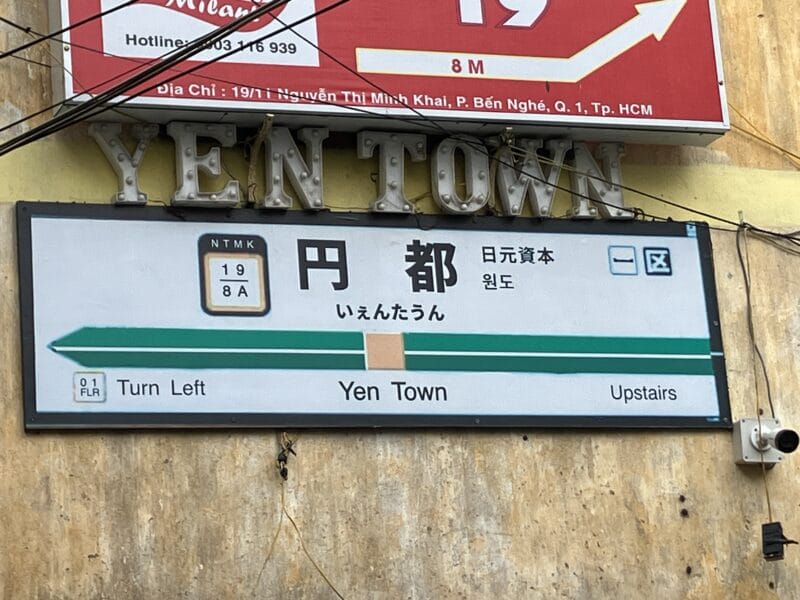 Milani
Hotline: 0903 116 939
19
8 M
Địa Chỉ : 19/11 Nguyễn Thị Minh Khai, P. Bến Nghé, Q. 1, Tp. HCM
YEN TOWN
NTMK
19
8A
円 都
日元資本
원도
いぇんたうん
一 区
01
FLR
Turn Left
Yen Town
Upstairs